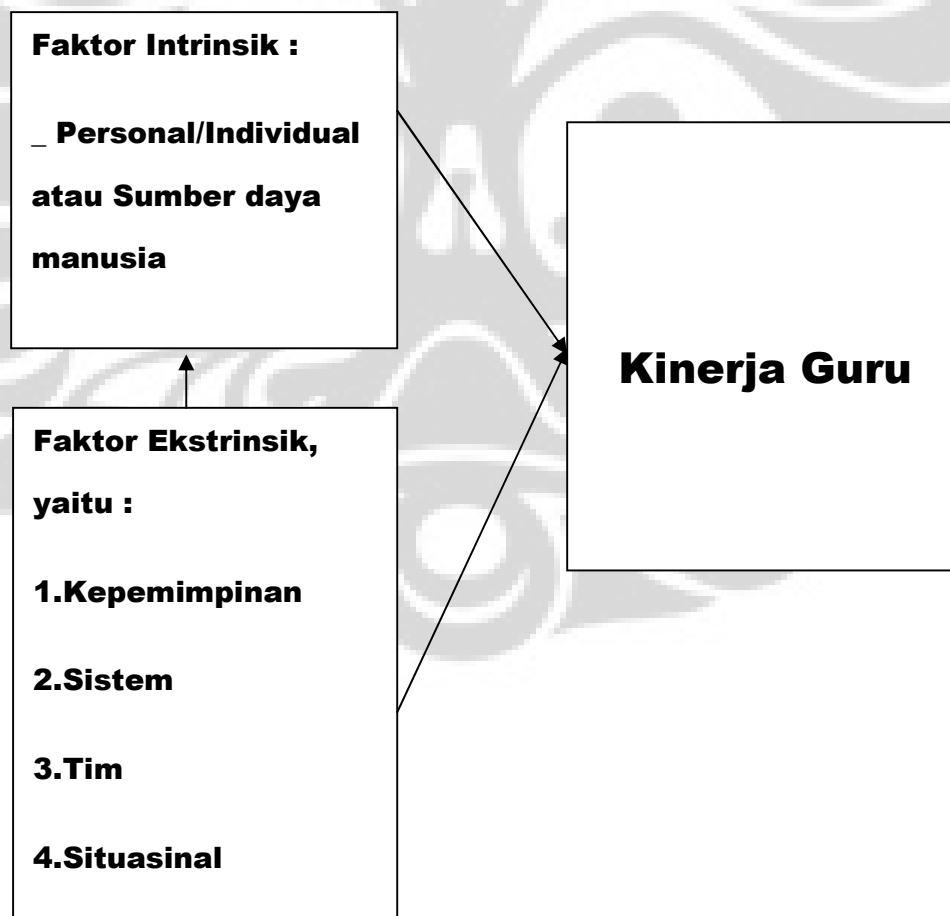 Faktor Intrinsik :
_ Personal/Individual
atau Sumber daya
manusia
Kinerja Guru
Faktor Ekstrinsik,
yaitu :
1.Kepemimpinan
2.Sistem
3.Tim
4.Situasinal